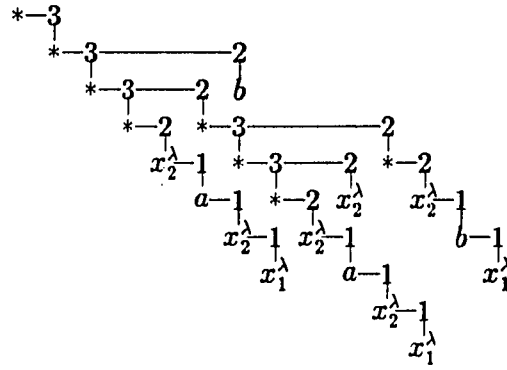 *—3
*—3—2
*—3—2 b
*—2 *—3—2
x₂^λ—1 *—3—2 *—2
a—1 *—2 x₂^λ x₂^λ—1
x₂^λ—1 x₂^λ—1 b—1
x₁^λ a—1 x₁^λ
x₂^λ—1
x₁^λ